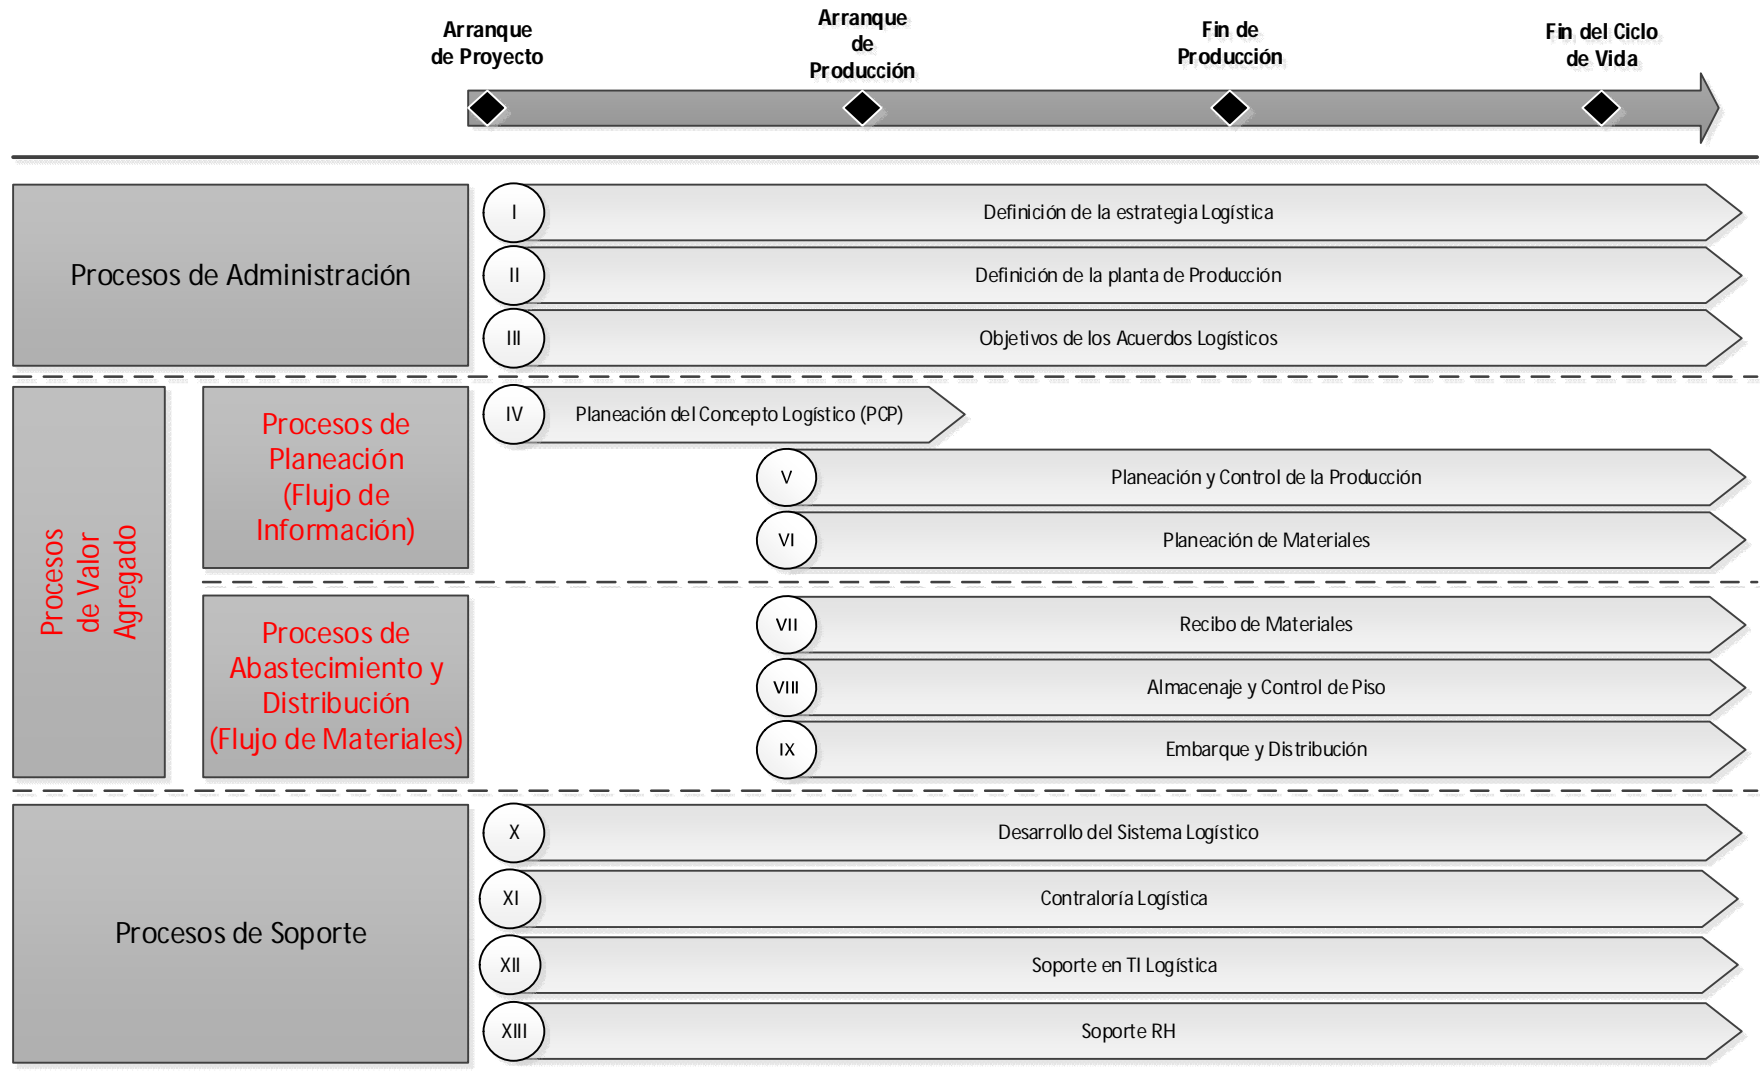 Arranque
de Proyecto
Arranque
de
Producción
Fin de
Producción
Fin del Ciclo
de Vida
Procesos de Administración
I
Definición de la estrategia Logística
II
Definición de la planta de Producción
III
Objetivos de los Acuerdos Logísticos
Procesos
de Valor
Agregado
Procesos de
Planeación
(Flujo de
Información)
IV
Planeación del Concepto Logístico (PCP)
V
Planeación y Control de la Producción
VI
Planeación de Materiales
Procesos de
Abastecimiento y
Distribución
(Flujo de Materiales)
VII
Recibo de Materiales
VIII
Almacenaje y Control de Piso
IX
Embarque y Distribución
Procesos de Soporte
X
Desarrollo del Sistema Logístico
XI
Contraloría Logística
XII
Soporte en TI Logística
XIII
Soporte RH